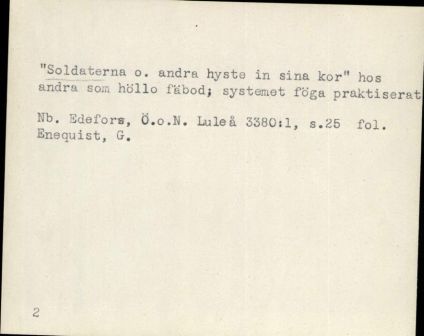 "Soldaterna o. andra hyste in sina kor" hos
andra som höllo fäbod; systemet föga praktiserat
Nb. Edefors, Ö.o.N. Luleå 3380:1, s.25 fol.
Enequist, G.
2